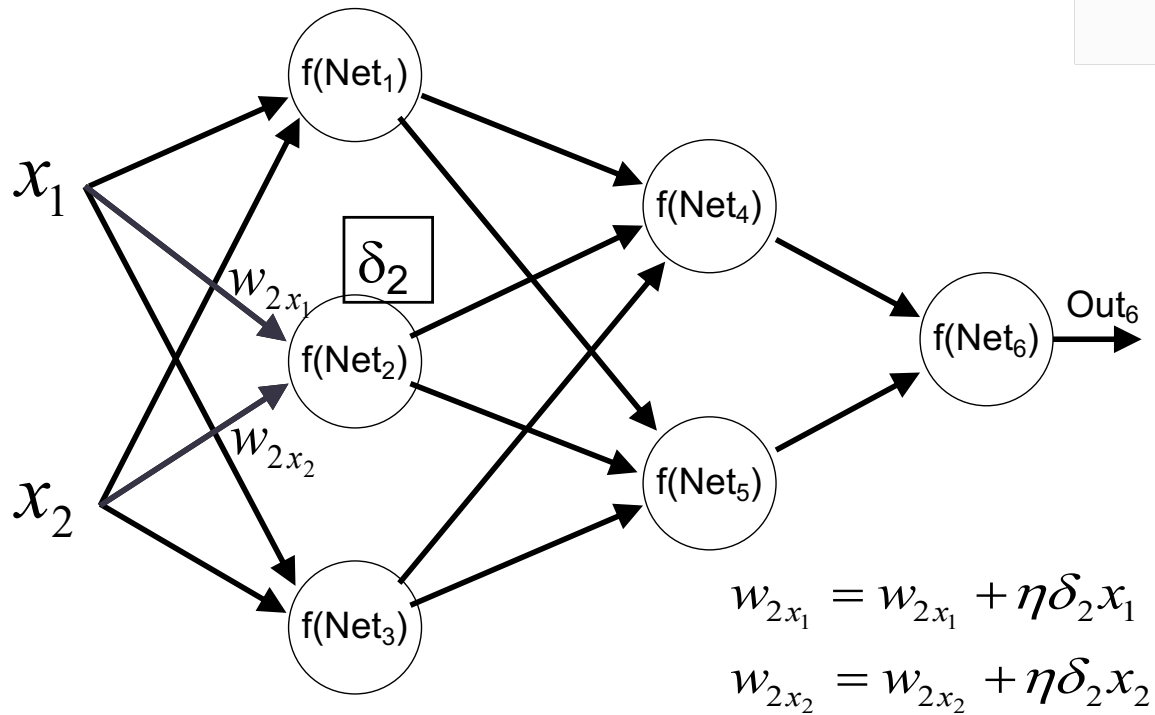 f(Net₁)
x₁
f(Net₄)
w₂ₓ₁
δ₂
Out₆
f(Net₂)
f(Net₆)
w₂ₓ₂
x₂
f(Net₅)
w₂ₓ₁ = w₂ₓ₁ + ηδ₂x₁
f(Net₃)
w₂ₓ₂ = w₂ₓ₂ + ηδ₂x₂